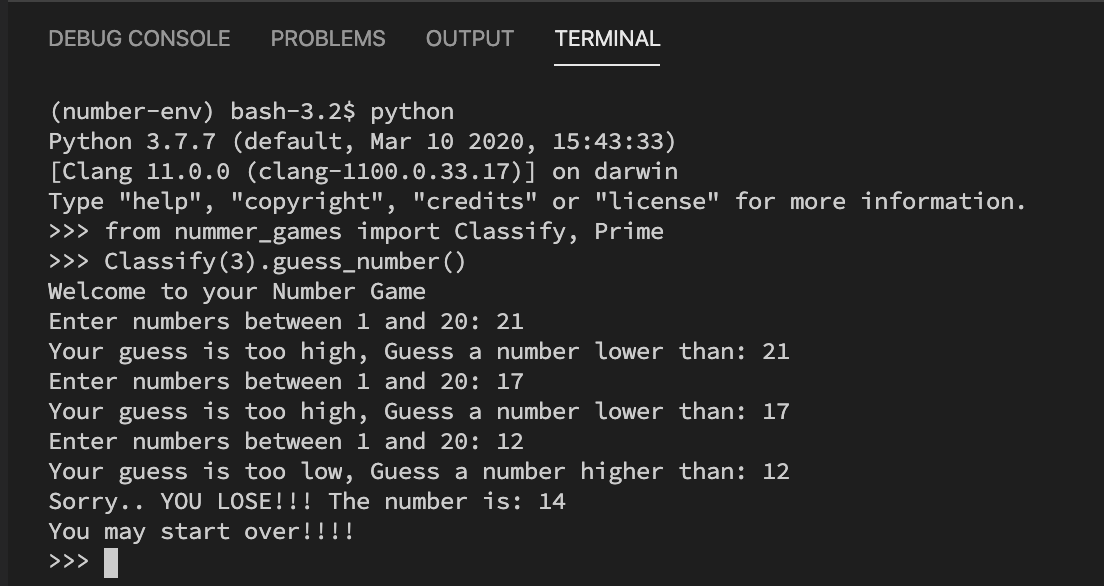 DEBUG CONSOLE PROBLEMS OUTPUT TERMINAL
(number-env) bash-3.2$ python
Python 3.7.7 (default, Mar 10 2020, 15:43:33)
[Clang 11.0.0 (clang-1100.0.33.17)] on darwin
Type "help", "copyright", "credits" or "license" for more information.
>>> from nummer_games import Classify, Prime
>>> Classify(3).guess_number()
Welcome to your Number Game
Enter numbers between 1 and 20: 21
Your guess is too high, Guess a number lower than: 21
Enter numbers between 1 and 20: 17
Your guess is too high, Guess a number lower than: 17
Enter numbers between 1 and 20: 12
Your guess is too low, Guess a number higher than: 12
Sorry.. YOU LOSE!!! The number is: 14
You may start over!!!!
>>>